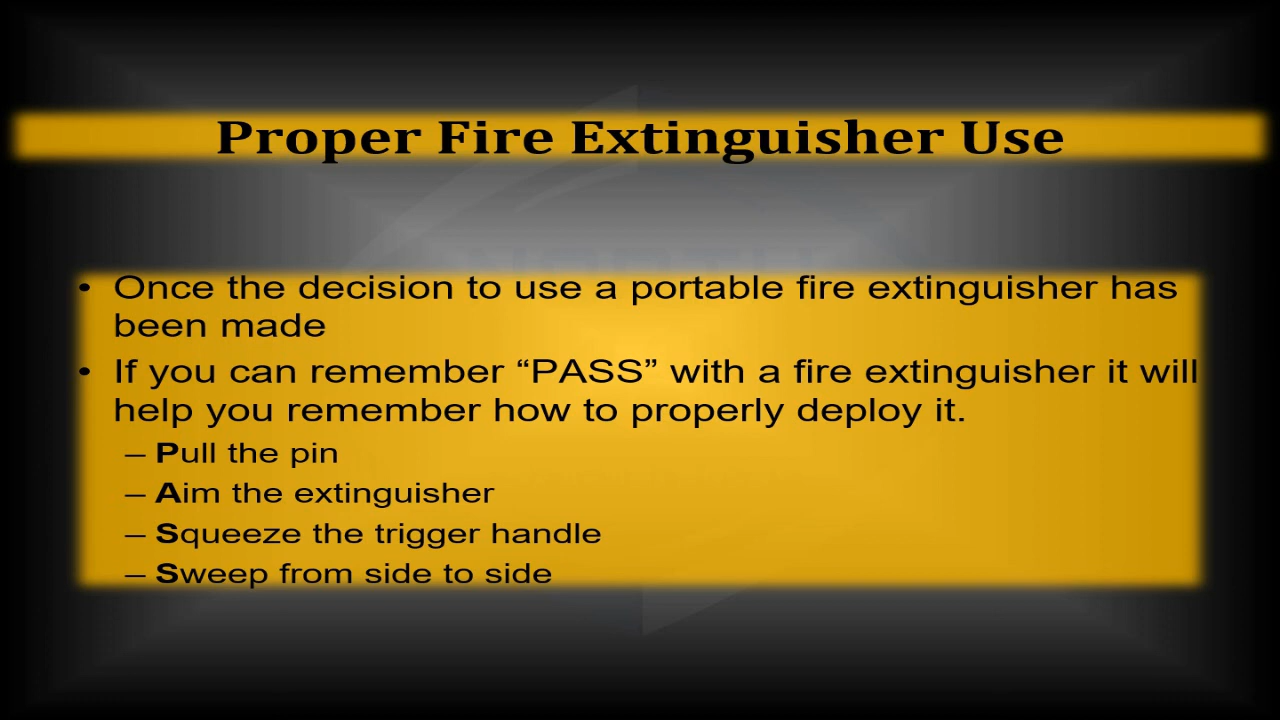 Proper Fire Extinguisher Use
• Once the decision to use a portable fire extinguisher has
been made
• If you can remember “PASS” with a fire extinguisher it will
help you remember how to properly deploy it.
– Pull the pin
– Aim the extinguisher
– Squeeze the trigger handle
– Sweep from side to side